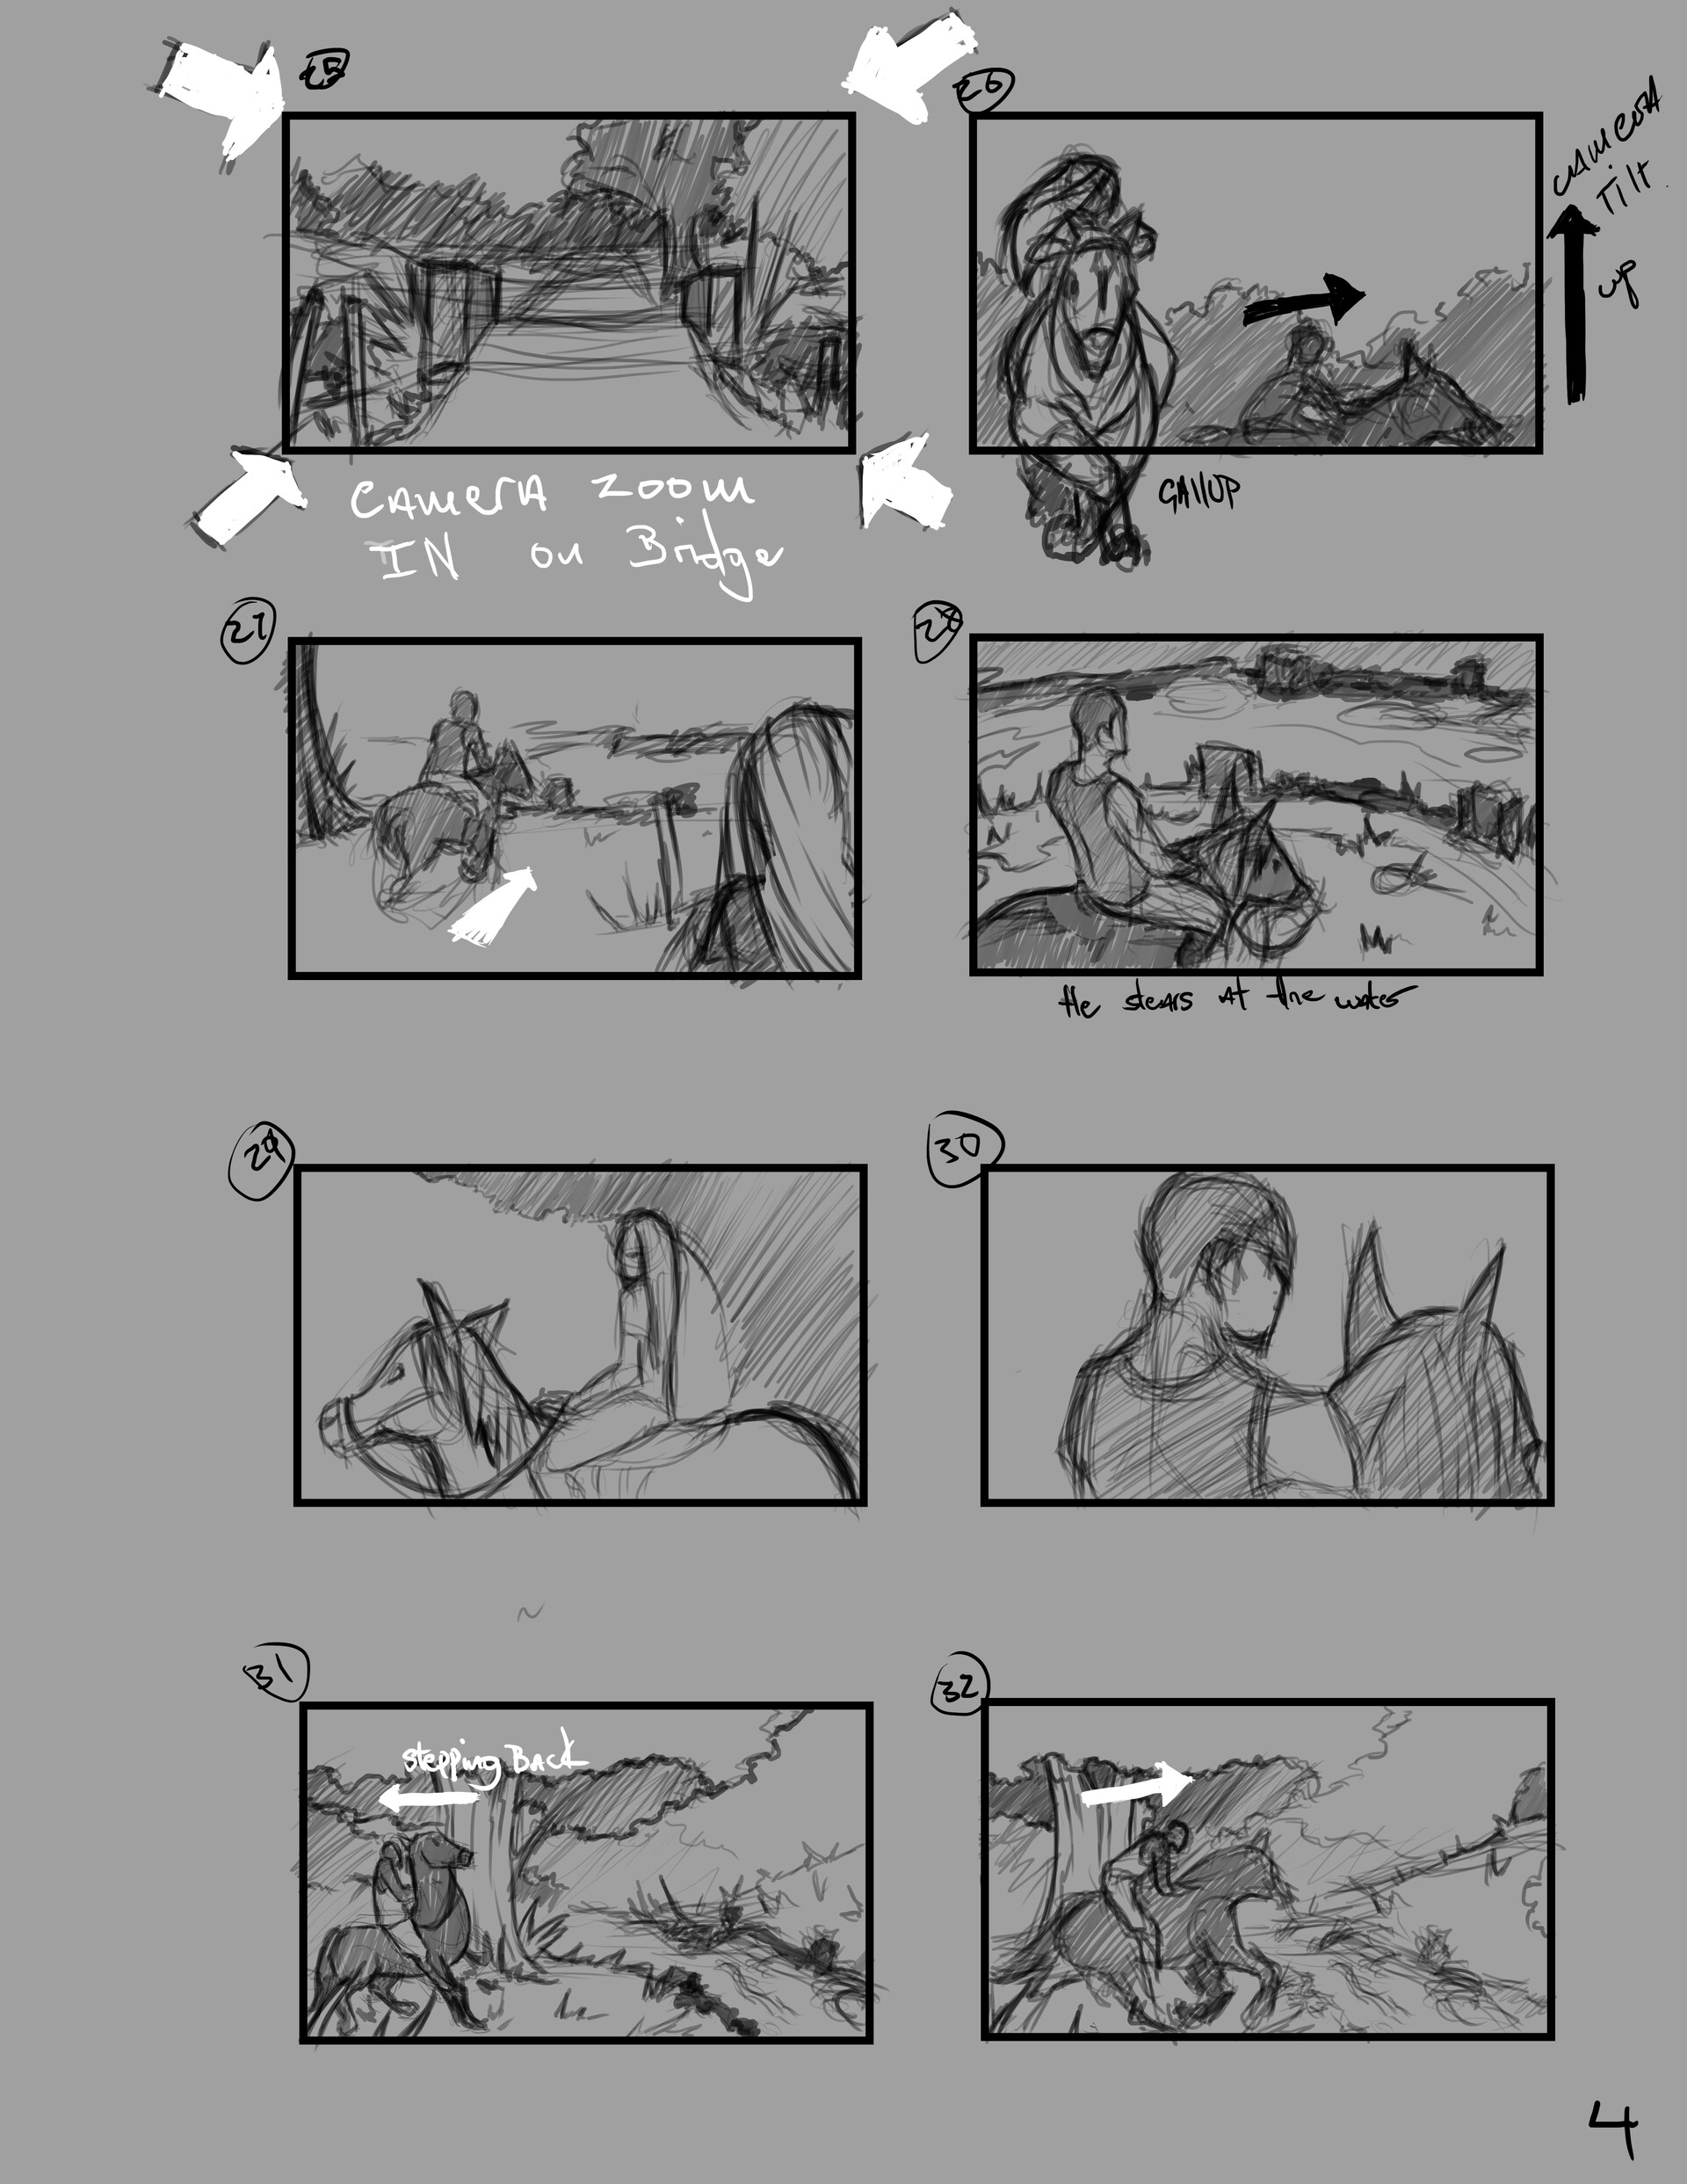 25
26
CAMERA
Tilt
up
CAMERA ZOOM
IN on Bridge
GAllUP
27
28
He stears at the water
29
30
31
stepping BACK
32
4